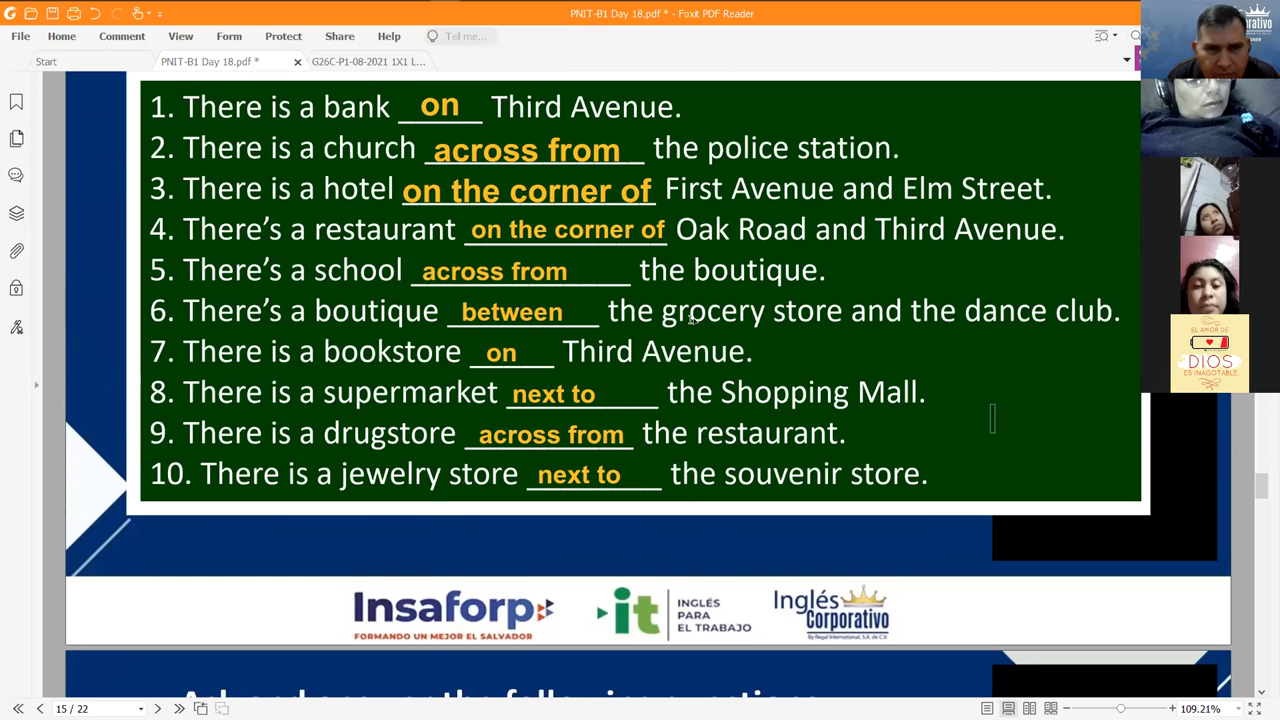 PNIT-B1 Day 18.pdf * - Foxit PDF Reader
File Home Comment View Form Protect Share Help Tell me...
Start PNIT-B1 Day 18.pdf * G26C-P1-08-2021 1X1 L...
1. There is a bank on Third Avenue.
2. There is a church across from the police station.
3. There is a hotel on the corner of First Avenue and Elm Street.
4. There’s a restaurant on the corner of Oak Road and Third Avenue.
5. There’s a school across from the boutique.
6. There’s a boutique between the grocery store and the dance club.
7. There is a bookstore on Third Avenue.
8. There is a supermarket next to the Shopping Mall.
9. There is a drugstore across from the restaurant.
10. There is a jewelry store next to the souvenir store.
EL AMOR DE
DIOS
ES INAGOTABLE.
Insaforp
FORMANDO UN MEJOR EL SALVADOR
it
INGLÉS
PARA
EL TRABAJO
Inglés
Corporativo
By Regal International, S.A. de C.V.
15 / 22
109.21%